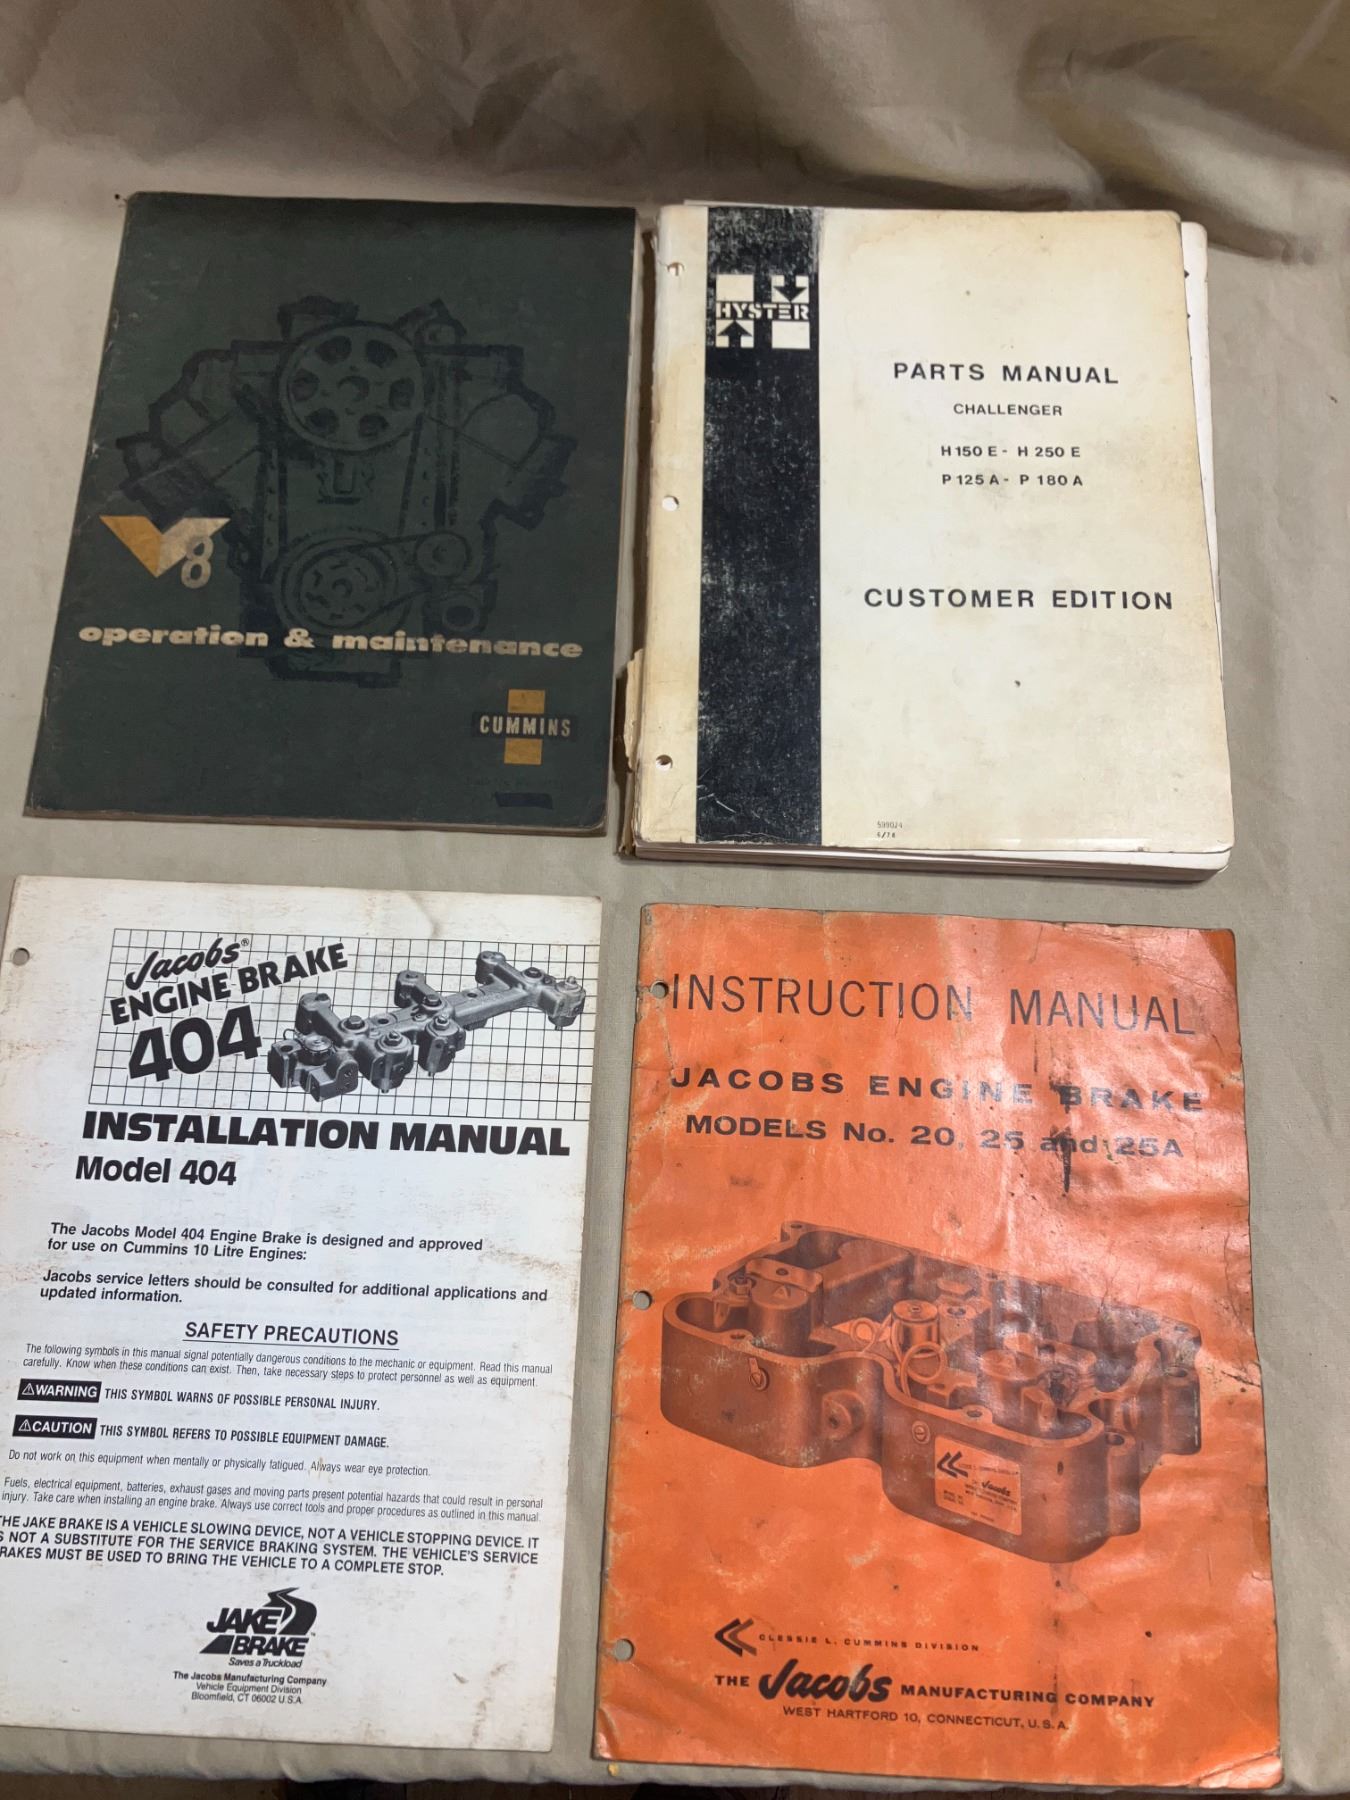 V8
operation & maintenance
CUMMINS
HYSTER
PARTS MANUAL
CHALLENGER
H 150 E - H 250 E
P 125 A - P 180 A
CUSTOMER EDITION
599024
6/78
Jacobs®
ENGINE BRAKE
404
INSTALLATION MANUAL
Model 404
The Jacobs Model 404 Engine Brake is designed and approved
for use on Cummins 10 Litre Engines:
Jacobs service letters should be consulted for additional applications and
updated information.
SAFETY PRECAUTIONS
The following symbols in this manual signal potentially dangerous conditions to the mechanic or equipment. Read this manual
carefully. Know when these conditions can exist. Then, take necessary steps to protect personnel as well as equipment.
⚠WARNING THIS SYMBOL WARNS OF POSSIBLE PERSONAL INJURY.
⚠CAUTION THIS SYMBOL REFERS TO POSSIBLE EQUIPMENT DAMAGE.
Do not work on this equipment when mentally or physically fatigued. Always wear eye protection.
Fuels, electrical equipment, batteries, exhaust gases and moving parts present potential hazards that could result in personal
injury. Take care when installing an engine brake. Always use correct tools and proper procedures as outlined in this manual.
THE JAKE BRAKE IS A VEHICLE SLOWING DEVICE, NOT A VEHICLE STOPPING DEVICE. IT
S NOT A SUBSTITUTE FOR THE SERVICE BRAKING SYSTEM. THE VEHICLE'S SERVICE
RAKES MUST BE USED TO BRING THE VEHICLE TO A COMPLETE STOP.
JAKE
BRAKE™
Saves a Truckload
The Jacobs Manufacturing Company
Vehicle Equipment Division
Bloomfield, CT 06002 U.S.A.
INSTRUCTION MANUAL
JACOBS ENGINE BRAKE
MODELS No. 20, 25 and 25A
Jacobs
CLESSIE L. CUMMINS DIVISION
THE Jacobs MANUFACTURING COMPANY
WEST HARTFORD 10, CONNECTICUT, U.S.A.